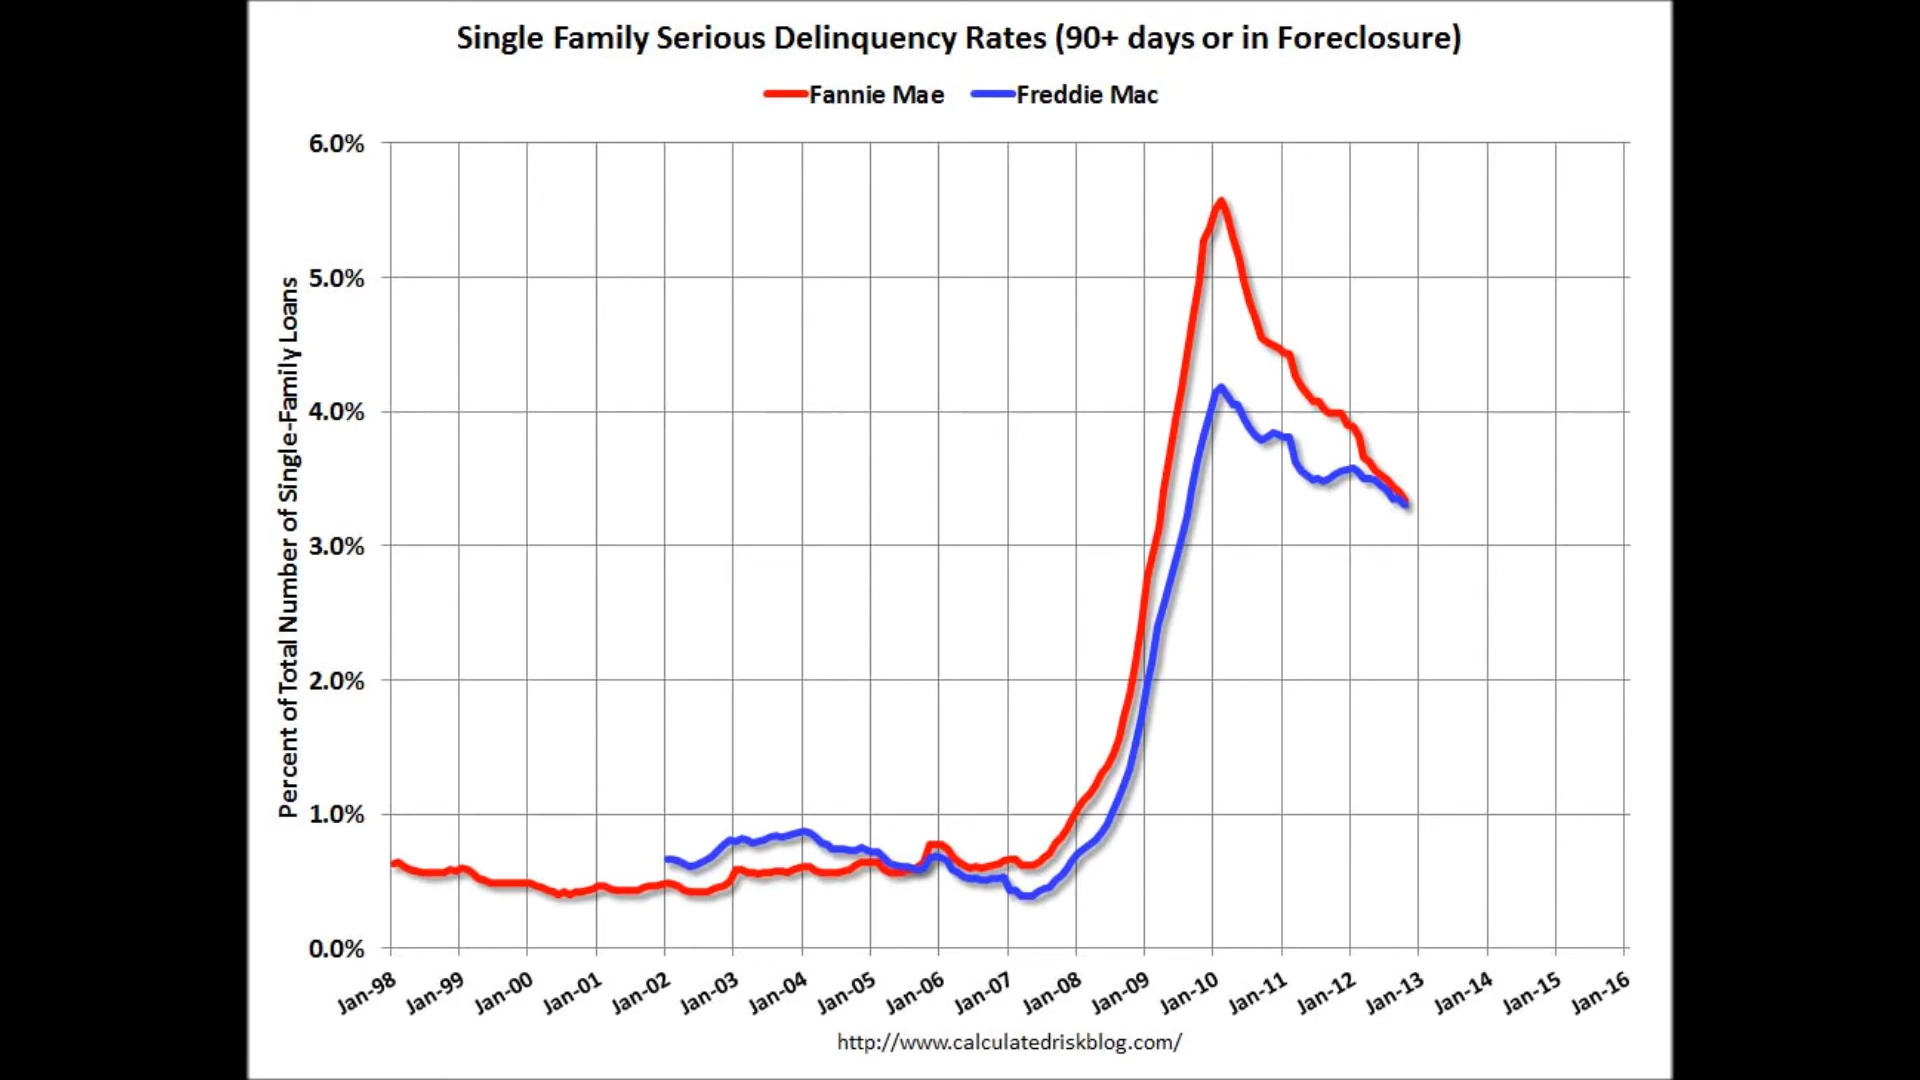 Single Family Serious Delinquency Rates (90+ days or in Foreclosure)
Fannie Mae Freddie Mac
Percent of Total Number of Single-Family Loans
6.0%
5.0%
4.0%
3.0%
2.0%
1.0%
0.0%
Jan-98 Jan-99 Jan-00 Jan-01 Jan-02 Jan-03 Jan-04 Jan-05 Jan-06 Jan-07 Jan-08 Jan-09 Jan-10 Jan-11 Jan-12 Jan-13 Jan-14 Jan-15 Jan-16
http://www.calculatedriskblog.com/